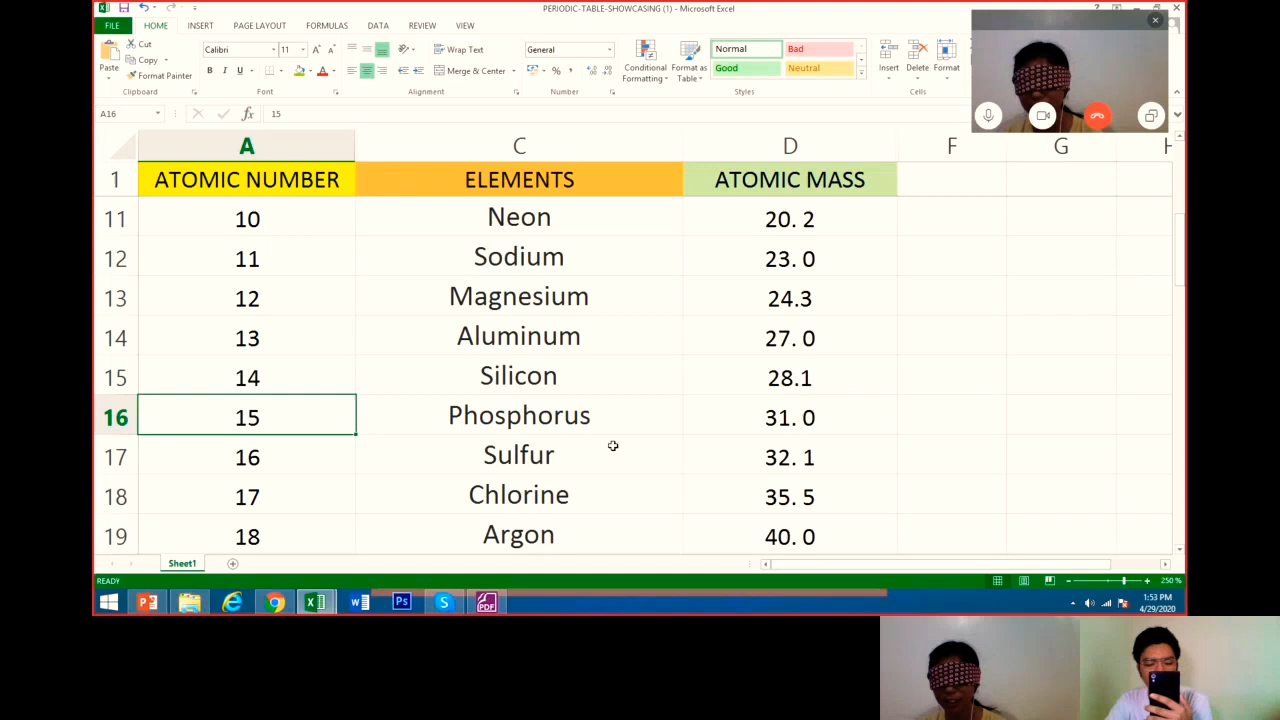 PERIODIC-TABLE-SHOWCASING (1) - Microsoft Excel
FILE HOME INSERT PAGE LAYOUT FORMULAS DATA REVIEW VIEW
Cut
Copy
Format Painter
Paste
Clipboard
Calibri 11
B I U
Font
Wrap Text
Merge & Center
Alignment
General
%
Number
Conditional
Formatting
Format as
Table
Normal Bad
Good Neutral
Styles
Insert Delete Format
Cells
A16 fx 15
A C D F G H
1 ATOMIC NUMBER ELEMENTS ATOMIC MASS
11 10 Neon 20. 2
12 11 Sodium 23. 0
13 12 Magnesium 24.3
14 13 Aluminum 27. 0
15 14 Silicon 28.1
16 15 Phosphorus 31. 0
17 16 Sulfur 32. 1
18 17 Chlorine 35. 5
19 18 Argon 40. 0
Sheet1
READY 250 %
1:53 PM
4/29/2020